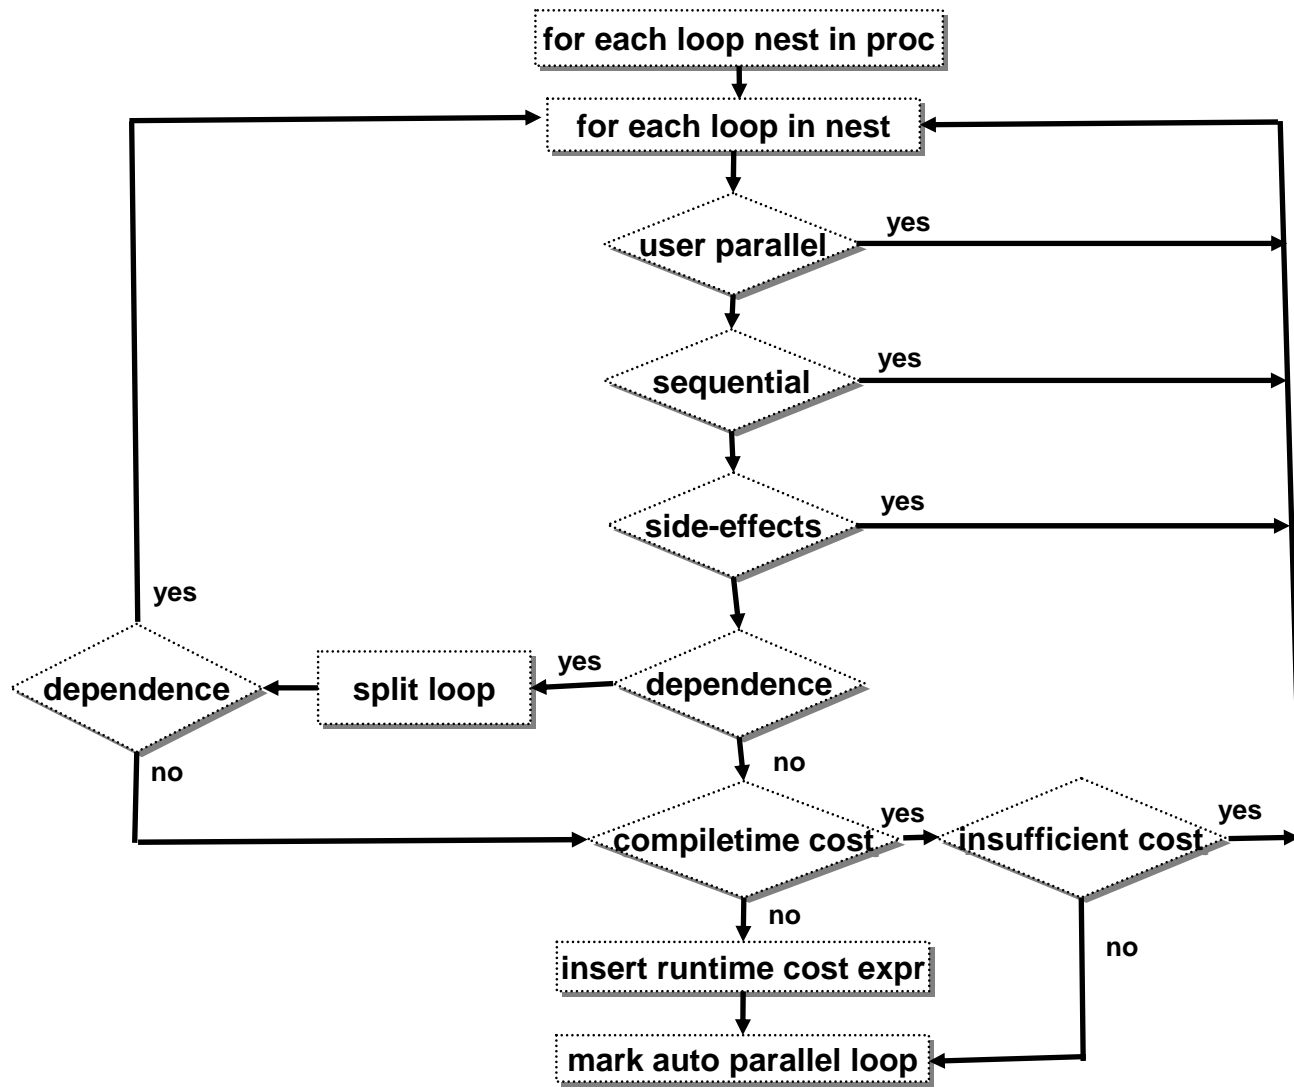 for each loop nest in proc
for each loop in nest
user parallel
yes
sequential
yes
side-effects
yes
yes
dependence
split loop
yes
dependence
no
no
compiletime cost
yes
insufficient cost
yes
no
no
insert runtime cost expr
mark auto parallel loop